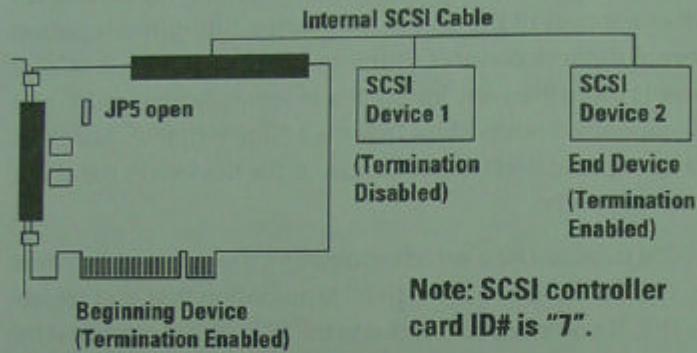 Internal SCSI Cable
JP5 open
SCSI
Device 1
(Termination
Disabled)
SCSI
Device 2
End Device
(Termination
Enabled)
Beginning Device
(Termination Enabled)
Note: SCSI controller
card ID# is "7".